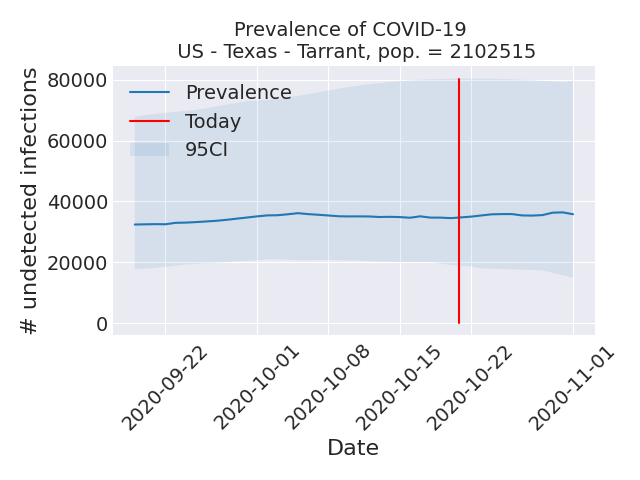 Prevalence of COVID-19
US - Texas - Tarrant, pop. = 2102515
# undetected infections
80000
60000
40000
20000
0
Prevalence
Today
95CI
2020-09-22
2020-10-01
2020-10-08
2020-10-15
2020-10-22
2020-11-01
Date